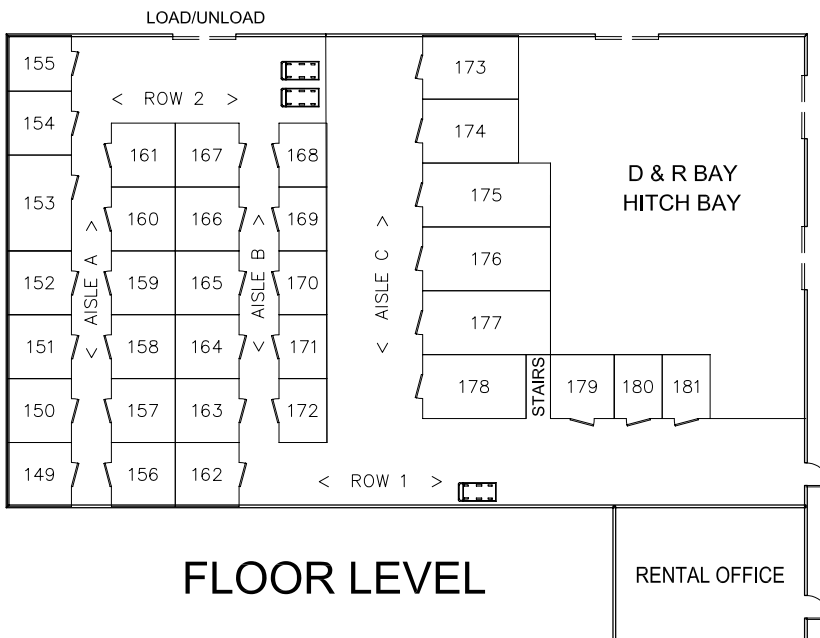 LOAD/UNLOAD
155
173
< ROW 2 >
154
174
161 167 168
D & R BAY
HITCH BAY
153
175
160 166 169
< AISLE A >
< AISLE B >
< AISLE C >
152 159 165 170
176
151 158 164 171
177
178
STAIRS
179 180 181
150 157 163 172
149 156 162
< ROW 1 >
FLOOR LEVEL
RENTAL OFFICE